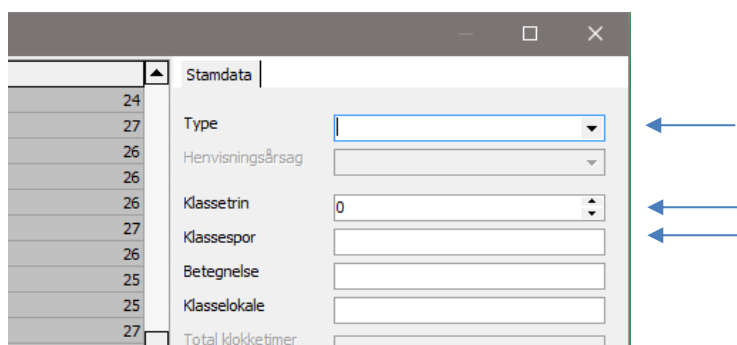 Stamdata
24
27
26
26
26
27
26
25
25
27
Type
Henvisningsårsag
Klassetrin 0
Klassespor
Betegnelse
Klasselokale
Total klokketimer